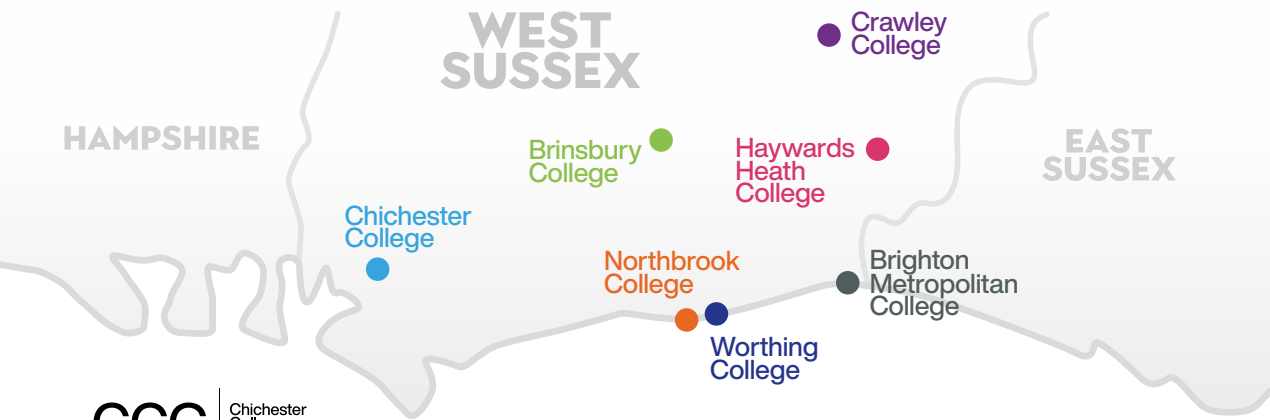 WEST
SUSSEX
Crawley
College
HAMPSHIRE
Brinsbury
College
Haywards
Heath
College
EAST
SUSSEX
Chichester
College
Northbrook
College
Brighton
Metropolitan
College
Worthing
College
CCG
Chichester